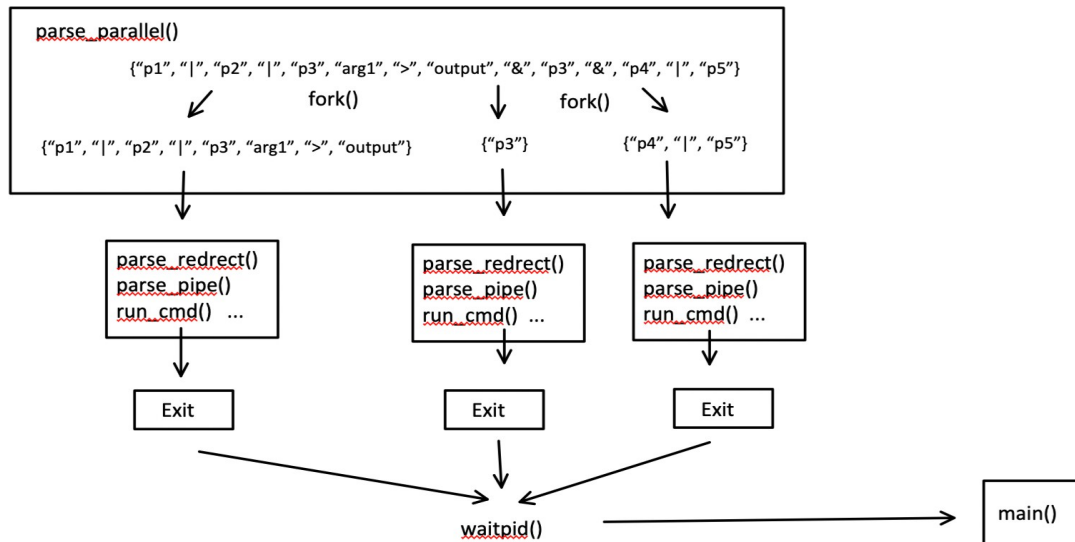 parse_parallel()
{“p1”, “|”, “p2”, “|”, “p3”, “arg1”, “>”, “output”, “&”, “p3”, “&”, “p4”, “|”, “p5”}
fork() fork()
{“p1”, “|”, “p2”, “|”, “p3”, “arg1”, “>”, “output”} {“p3”} {“p4”, “|”, “p5”}
parse_redrect() parse_redrect() parse_redrect()
parse_pipe() parse_pipe() parse_pipe()
run_cmd() ... run_cmd() ... run_cmd() ...
Exit Exit Exit
waitpid() main()